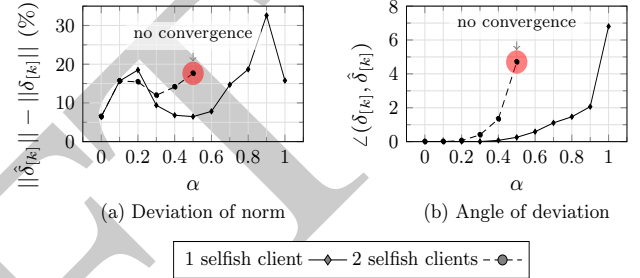 ||δ̂[k]|| − ||δ[k]|| (%)
30
20
10
0
no convergence
0 0.2 0.4 0.6 0.8 1
α
(a) Deviation of norm
∠(δ[k], δ̂[k])
8
6
4
2
0
no convergence
0 0.2 0.4 0.6 0.8 1
α
(b) Angle of deviation
1 selfish client 2 selfish clients